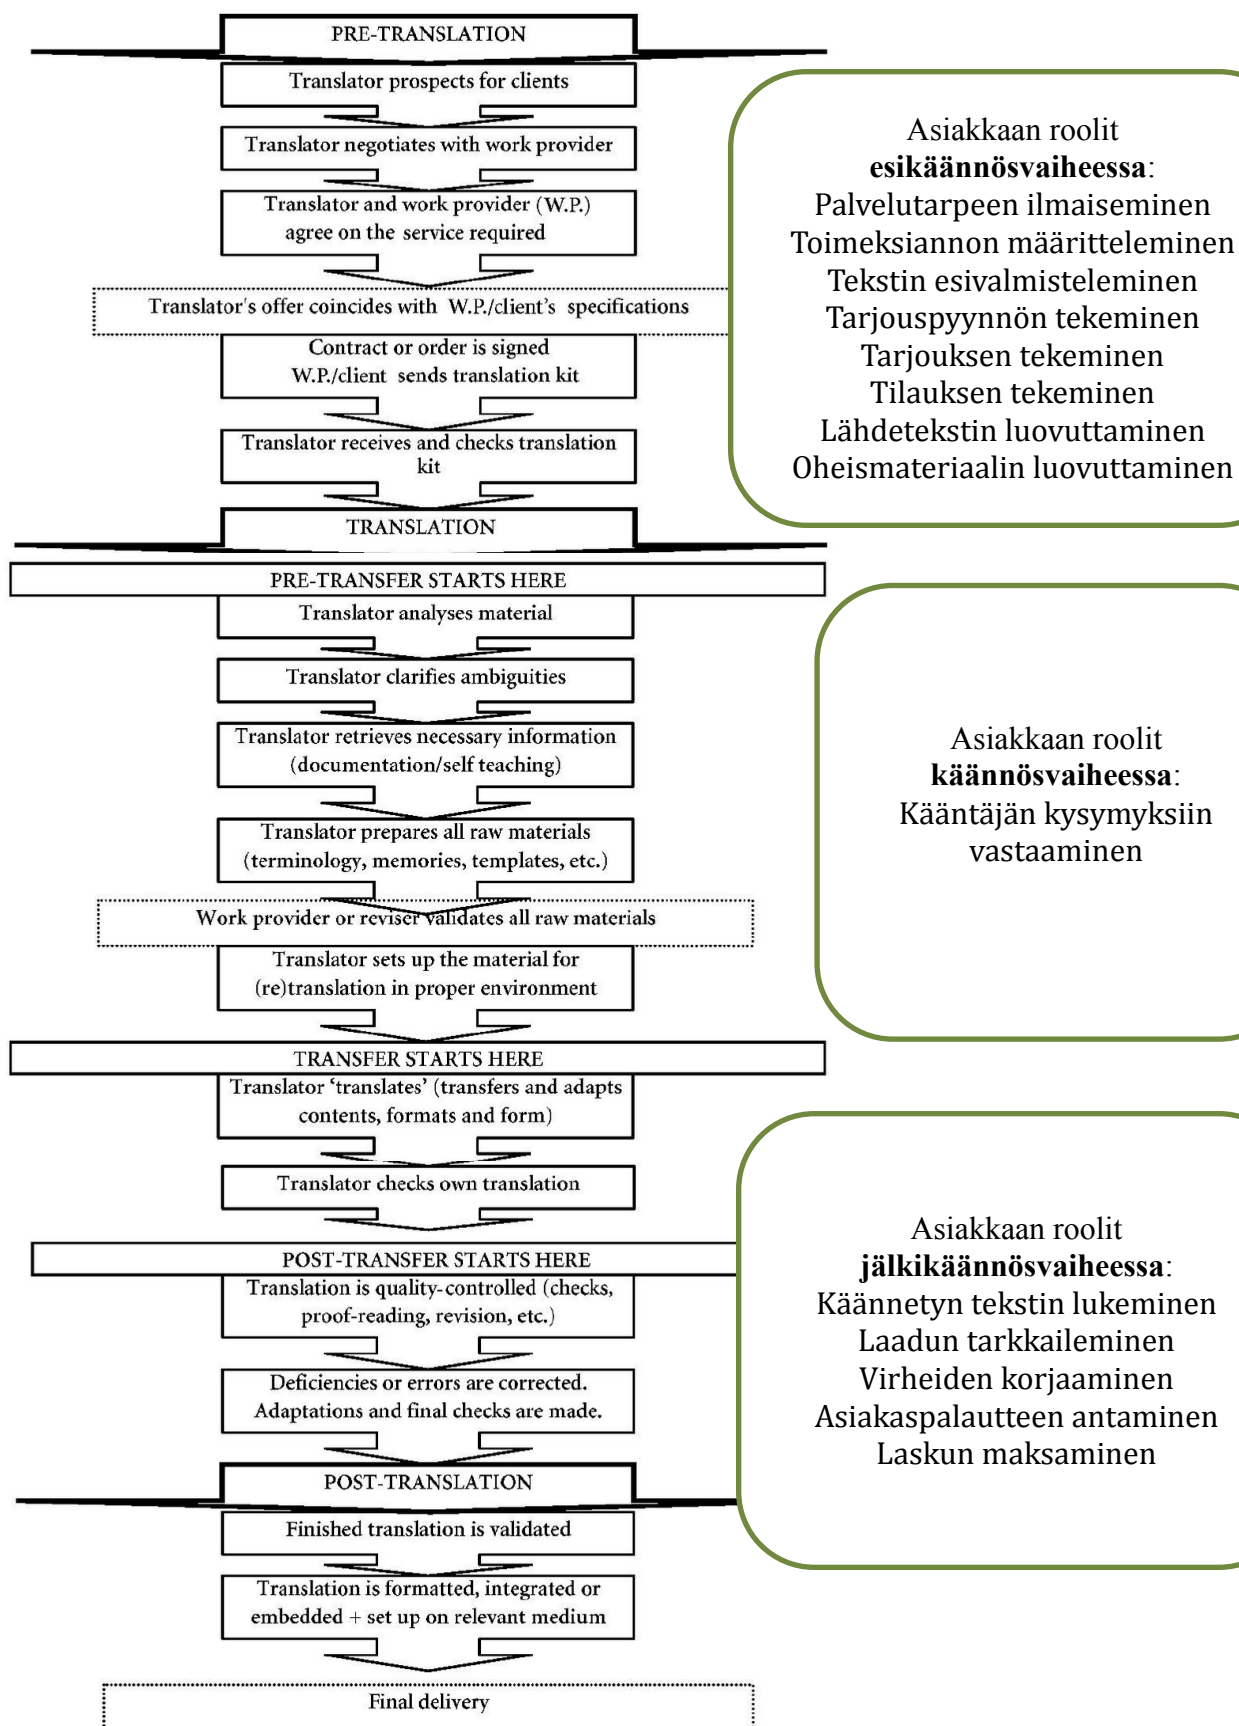 PRE-TRANSLATION
Translator prospects for clients
Translator negotiates with work provider
Translator and work provider (W.P.)
agree on the service required
Translator's offer coincides with W.P./client's specifications
Contract or order is signed
W.P./client sends translation kit
Translator receives and checks translation
kit
Asiakkaan roolit
esikäännösvaiheessa:
Palvelutarpeen ilmaiseminen
Toimeksiannon määritteleminen
Tekstin esivalmisteleminen
Tarjouspyynnön tekeminen
Tarjouksen tekeminen
Tilauksen tekeminen
Lähdetekstin luovuttaminen
Oheismateriaalin luovuttaminen
TRANSLATION
PRE-TRANSFER STARTS HERE
Translator analyses material
Translator clarifies ambiguities
Translator retrieves necessary information
(documentation/self teaching)
Translator prepares all raw materials
(terminology, memories, templates, etc.)
Work provider or reviser validates all raw materials
Translator sets up the material for
(re)translation in proper environment
Asiakkaan roolit
käännösvaiheessa:
Kääntäjän kysymyksiin
vastaaminen
TRANSFER STARTS HERE
Translator ‘translates’ (transfers and adapts
contents, formats and form)
Translator checks own translation
POST-TRANSFER STARTS HERE
Translation is quality-controlled (checks,
proof-reading, revision, etc.)
Deficiencies or errors are corrected.
Adaptations and final checks are made.
Asiakkaan roolit
jälkikäännösvaiheessa:
Käännetyn tekstin lukeminen
Laadun tarkkaileminen
Virheiden korjaaminen
Asiakaspalautteen antaminen
Laskun maksaminen
POST-TRANSLATION
Finished translation is validated
Translation is formatted, integrated or
embedded + set up on relevant medium
Final delivery